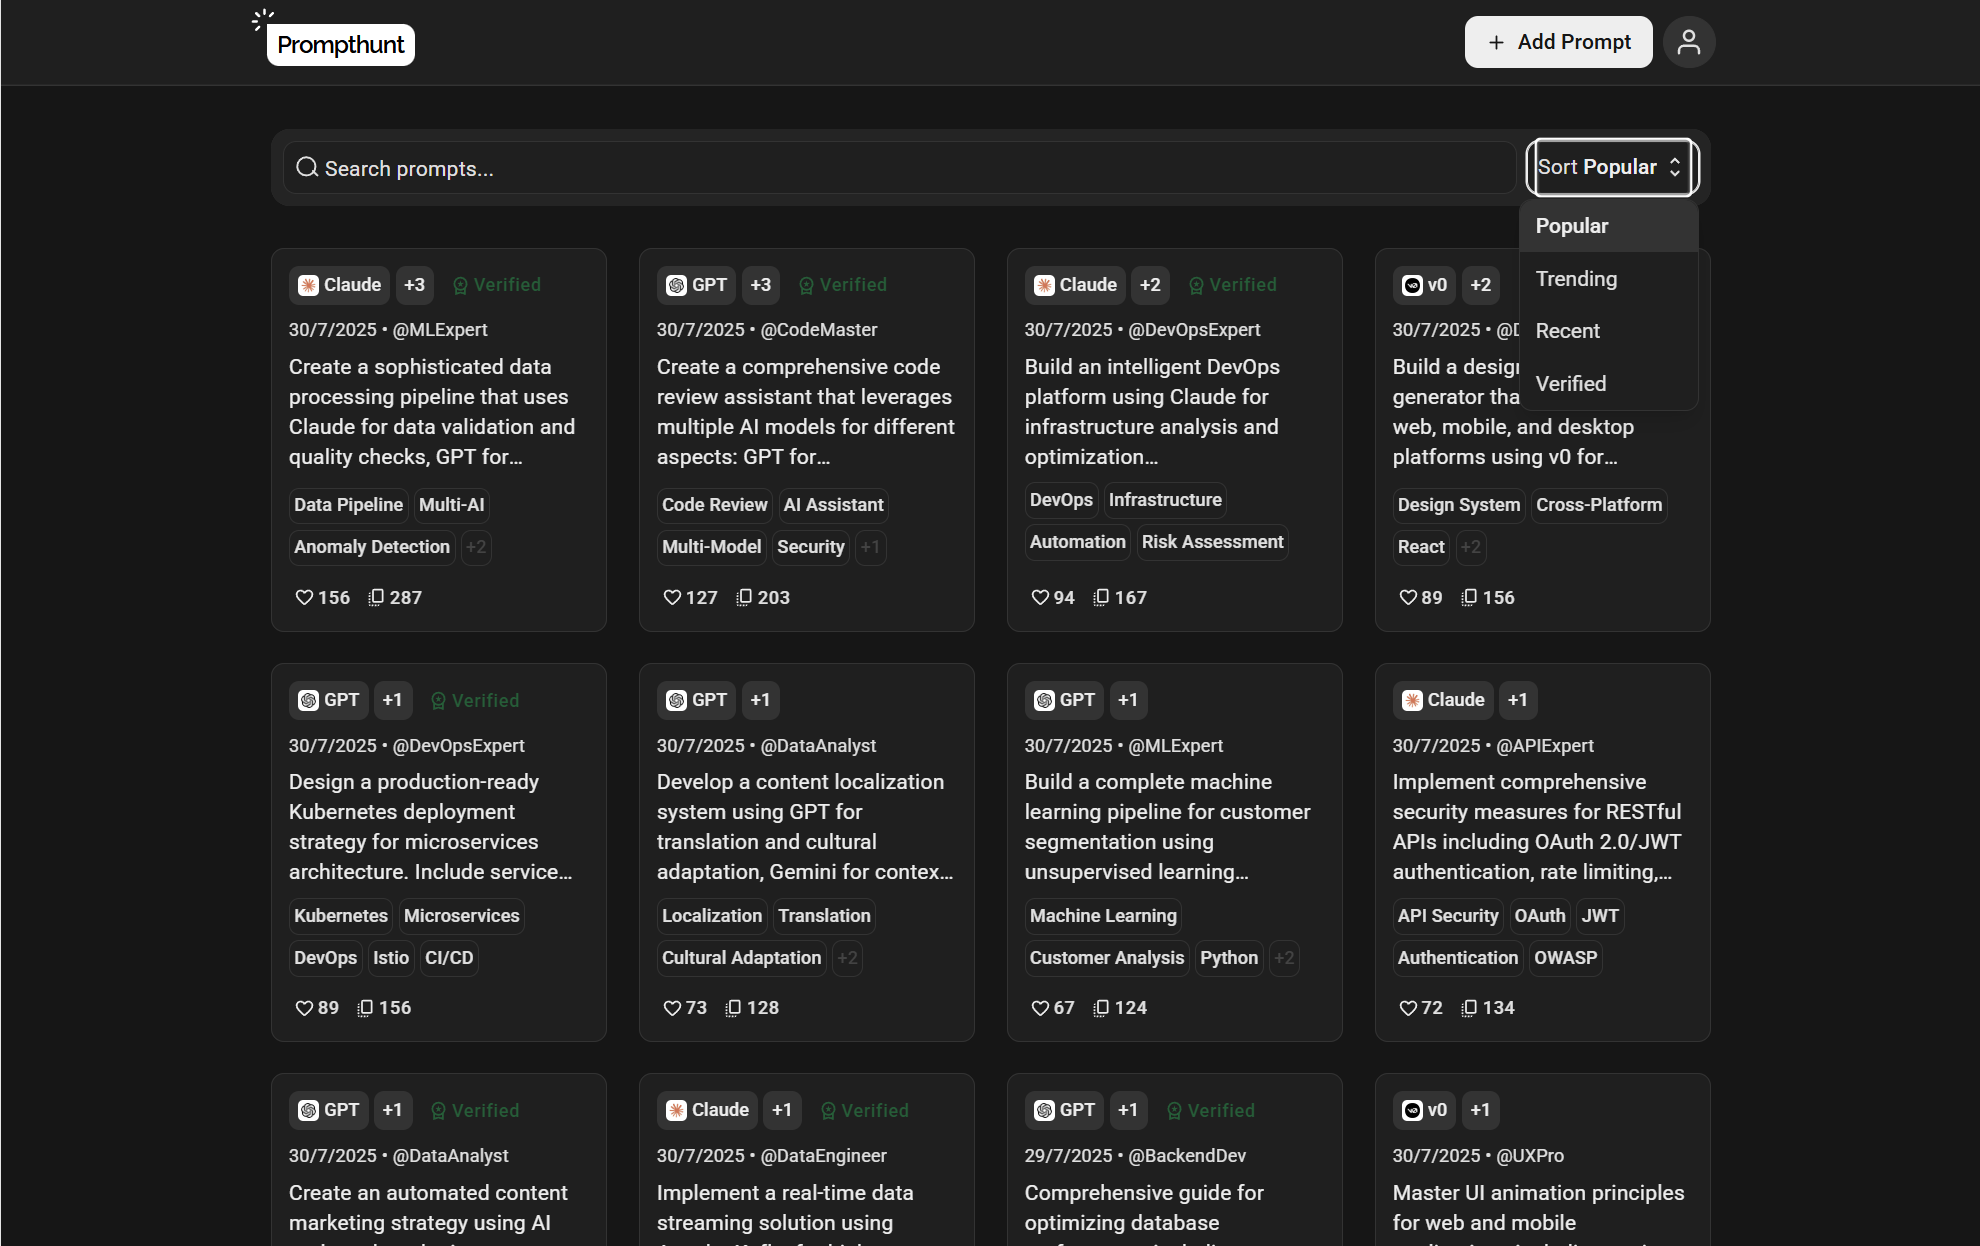 Prompthunt
+ Add Prompt
Search prompts...
Sort Popular
Popular
Trending
Recent
Verified
Claude +3 Verified
30/7/2025 • @MLExpert
Create a sophisticated data
processing pipeline that uses
Claude for data validation and
quality checks, GPT for...
Data Pipeline Multi-AI
Anomaly Detection +2
156 287
GPT +3 Verified
30/7/2025 • @CodeMaster
Create a comprehensive code
review assistant that leverages
multiple AI models for different
aspects: GPT for...
Code Review AI Assistant
Multi-Model Security +1
127 203
Claude +2 Verified
30/7/2025 • @DevOpsExpert
Build an intelligent DevOps
platform using Claude for
infrastructure analysis and
optimization...
DevOps Infrastructure
Automation Risk Assessment
94 167
v0 +2
30/7/2025 •
Build a
generator
web, mobile, and desktop
platforms using v0 for...
Design System Cross-Platform
React +2
89 156
GPT +1 Verified
30/7/2025 • @DevOpsExpert
Design a production-ready
Kubernetes deployment
strategy for microservices
architecture. Include service...
Kubernetes Microservices
DevOps Istio CI/CD
89 156
GPT +1
30/7/2025 • @DataAnalyst
Develop a content localization
system using GPT for
translation and cultural
adaptation, Gemini for contex...
Localization Translation
Cultural Adaptation +2
73 128
GPT +1
30/7/2025 • @MLExpert
Build a complete machine
learning pipeline for customer
segmentation using
unsupervised learning...
Machine Learning
Customer Analysis Python +2
67 124
Claude +1
30/7/2025 • @APIExpert
Implement comprehensive
security measures for RESTful
APIs including OAuth 2.0/JWT
authentication, rate limiting,...
API Security OAuth JWT
Authentication OWASP
72 134
GPT +1 Verified
30/7/2025 • @DataAnalyst
Create an automated content
marketing strategy using AI
Claude +1 Verified
30/7/2025 • @DataEngineer
Implement a real-time data
streaming solution using
GPT +1 Verified
29/7/2025 • @BackendDev
Comprehensive guide for
optimizing database
v0 +1
30/7/2025 • @UXPro
Master UI animation principles
for web and mobile